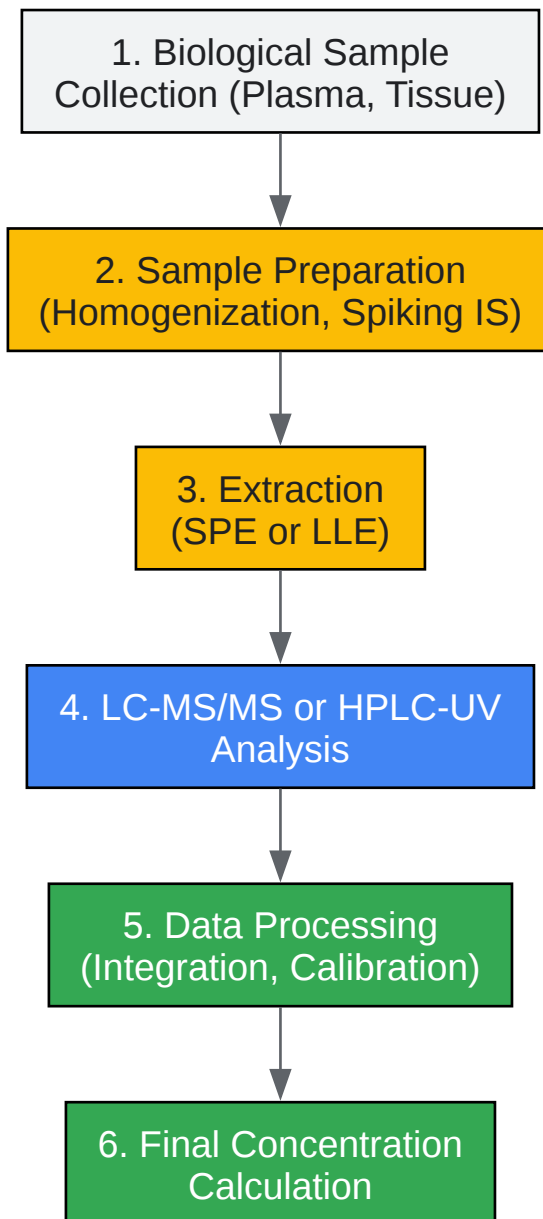 1. Biological Sample
Collection (Plasma, Tissue)
2. Sample Preparation
(Homogenization, Spiking IS)
3. Extraction
(SPE or LLE)
4. LC-MS/MS or HPLC-UV
Analysis
5. Data Processing
(Integration, Calibration)
6. Final Concentration
Calculation